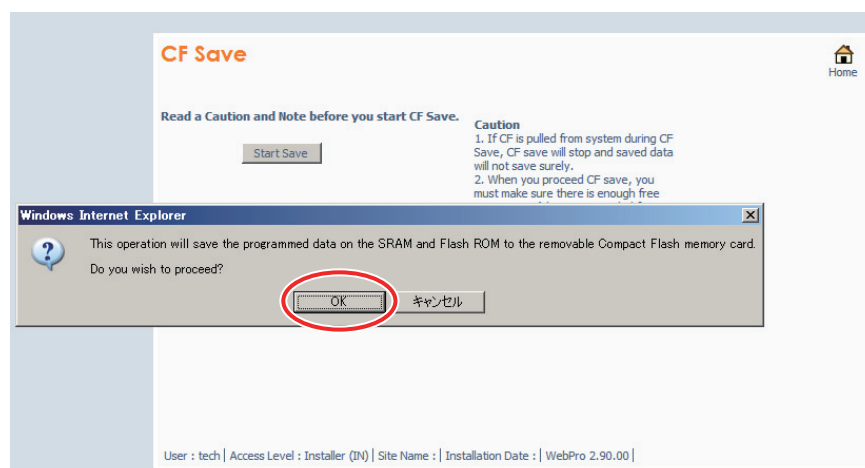 CF Save
Home
Read a Caution and Note before you start CF Save.
Start Save
Caution
1. If CF is pulled from system during CF
Save, CF save will stop and saved data
will not save surely.
2. When you proceed CF save, you
must make sure there is enough free
Windows Internet Explorer
This operation will save the programmed data on the SRAM and Flash ROM to the removable Compact Flash memory card.
Do you wish to proceed?
OK
キャンセル
User : tech | Access Level : Installer (IN) | Site Name : | Installation Date : | WebPro 2.90.00 |